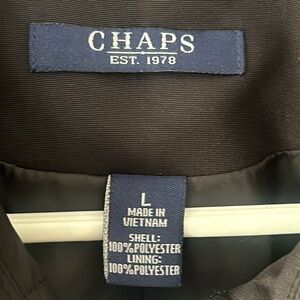 CHAPS
EST. 1978
L
MADE IN
VIETNAM
SHELL:
100%POLYESTER
LINING:
100%POLYESTER